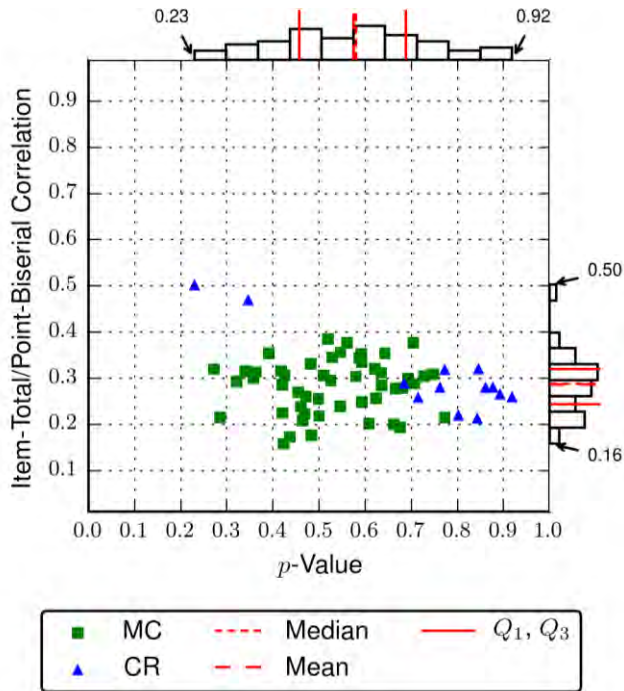 0.23
0.92
0.9
0.8
0.7
0.6
0.5
0.4
0.3
0.2
0.1
Item-Total/Point-Biserial Correlation
0.50
0.16
0.0 0.1 0.2 0.3 0.4 0.5 0.6 0.7 0.8 0.9 1.0
p-Value
MC Median Q₁, Q₃
CR Mean